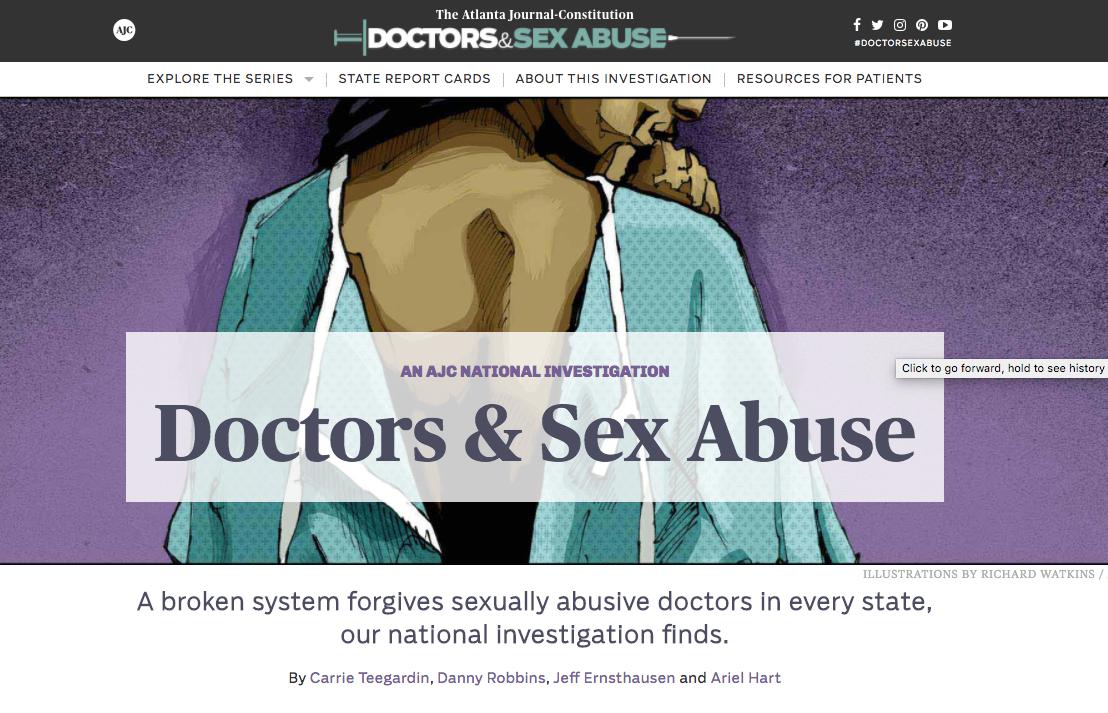 AJC
The Atlanta Journal-Constitution
DOCTORS&SEX ABUSE
#DOCTORSEXABUSE
EXPLORE THE SERIES
STATE REPORT CARDS
ABOUT THIS INVESTIGATION
RESOURCES FOR PATIENTS
Click to go forward, hold to see history
AN AJC NATIONAL INVESTIGATION
Doctors & Sex Abuse
ILLUSTRATIONS BY RICHARD WATKINS /
A broken system forgives sexually abusive doctors in every state,
our national investigation finds.
By Carrie Teegardin, Danny Robbins, Jeff Ernsthausen and Ariel Hart